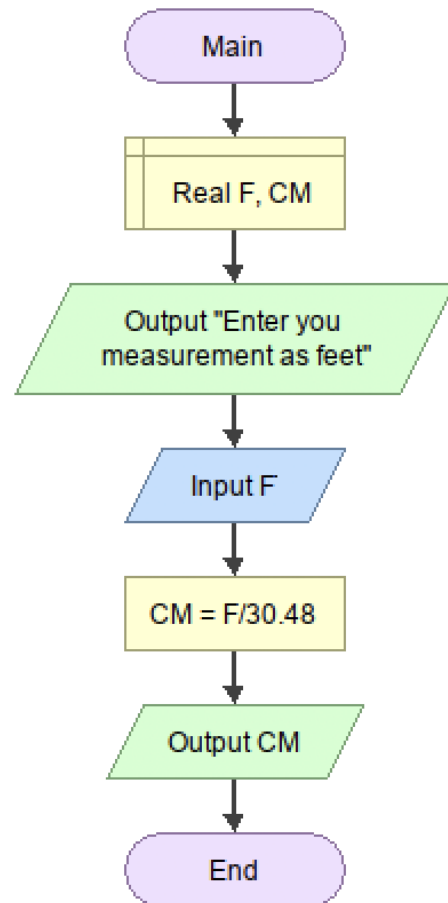 Main
Real F, CM
Output "Enter you
measurement as feet"
Input F
CM = F/30.48
Output CM
End